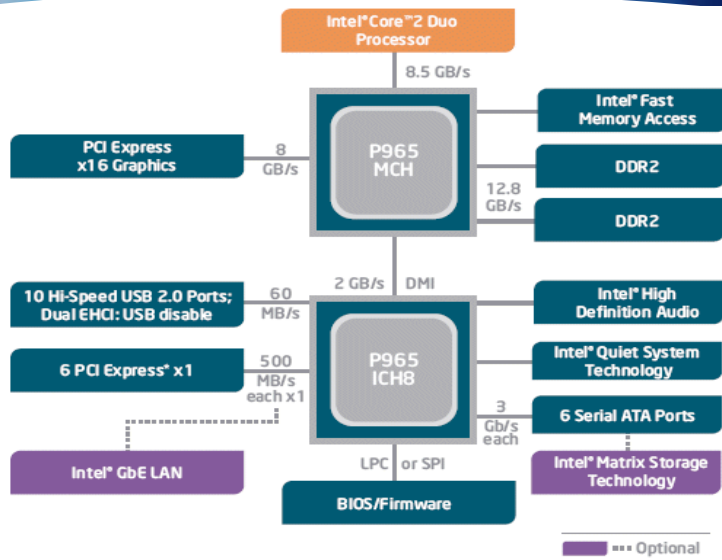 Intel® Core™2 Duo
Processor
8.5 GB/s
Intel® Fast
Memory Access
PCI Express
x16 Graphics
8
GB/s
P965
MCH
DDR2
12.8
GB/s
DDR2
2 GB/s DMI
10 Hi-Speed USB 2.0 Ports;
Dual EHCI: USB disable
60
MB/s
Intel® High
Definition Audio
P965
ICH8
6 PCI Express* x1
500
MB/s
each x1
Intel® Quiet System
Technology
3
Gb/s
each
6 Serial ATA Ports
Intel® GbE LAN
LPC or SPI
Intel® Matrix Storage
Technology
BIOS/Firmware
Optional